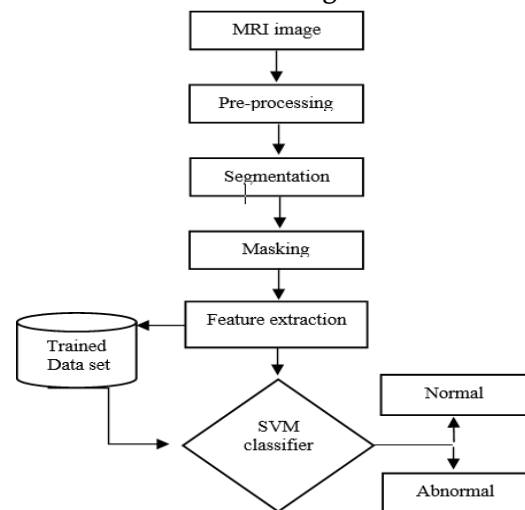 MRI image
Pre-processing
Segmentation
Masking
Feature extraction
Trained
Data set
SVM
classifier
Normal
Abnormal